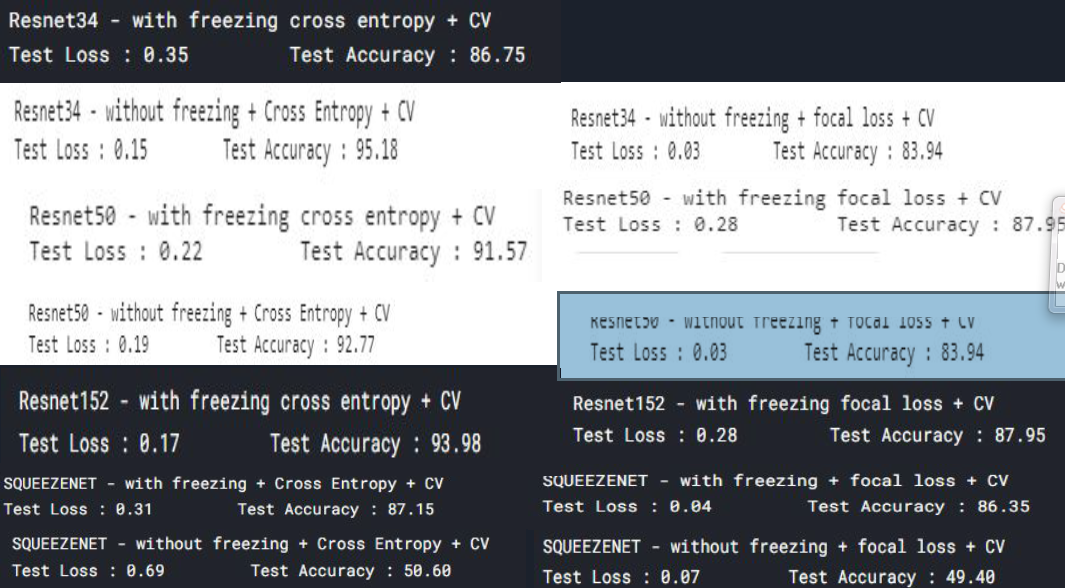 Resnet34 - with freezing cross entropy + CV
Test Loss : 0.35 Test Accuracy : 86.75
Resnet34 - without freezing + Cross Entropy + CV
Test Loss : 0.15 Test Accuracy : 95.18
Resnet50 - with freezing cross entropy + CV
Test Loss : 0.22 Test Accuracy : 91.57
Resnet50 - without freezing + Cross Entropy + CV
Test Loss : 0.19 Test Accuracy : 92.77
Resnet152 - with freezing cross entropy + CV
Test Loss : 0.17 Test Accuracy : 93.98
SQUEEZENET - with freezing + Cross Entropy + CV
Test Loss : 0.31 Test Accuracy : 87.15
SQUEEZENET - without freezing + Cross Entropy + CV
Test Loss : 0.69 Test Accuracy : 50.60
Resnet34 - without freezing + focal loss + CV
Test Loss : 0.03 Test Accuracy : 83.94
Resnet50 - with freezing focal loss + CV
Test Loss : 0.28 Test Accuracy : 87.95
Resnet50 - without freezing + focal loss + CV
Test Loss : 0.03 Test Accuracy : 83.94
Resnet152 - with freezing focal loss + CV
Test Loss : 0.28 Test Accuracy : 87.95
SQUEEZENET - with freezing + focal loss + CV
Test Loss : 0.04 Test Accuracy : 86.35
SQUEEZENET - without freezing + focal loss + CV
Test Loss : 0.07 Test Accuracy : 49.40